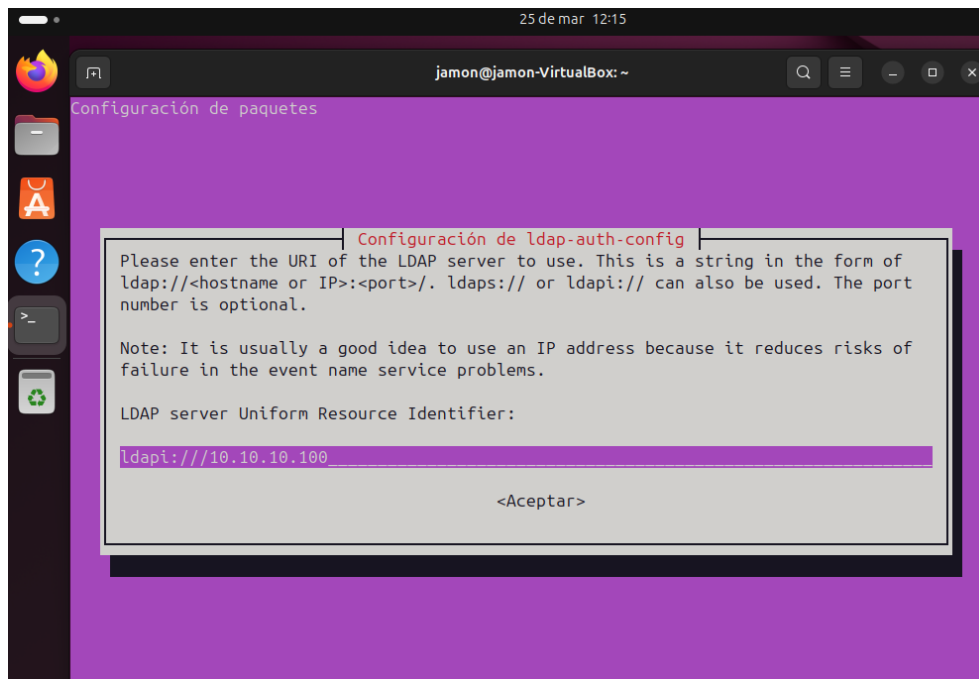 25 de mar 12:15
jamon@jamon-VirtualBox: ~
Configuración de paquetes
Configuración de ldap-auth-config
Please enter the URI of the LDAP server to use. This is a string in the form of
ldap://<hostname or IP>:<port>/. ldaps:// or ldapi:// can also be used. The port
number is optional.
Note: It is usually a good idea to use an IP address because it reduces risks of
failure in the event name service problems.
LDAP server Uniform Resource Identifier:
ldapi:///10.10.10.100
<Aceptar>